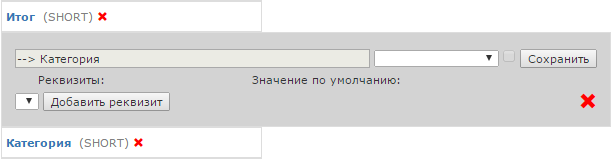 Итог (SHORT)
--> Категория Сохранить
Реквизиты: Значение по умолчанию:
Добавить реквизит
Категория (SHORT)